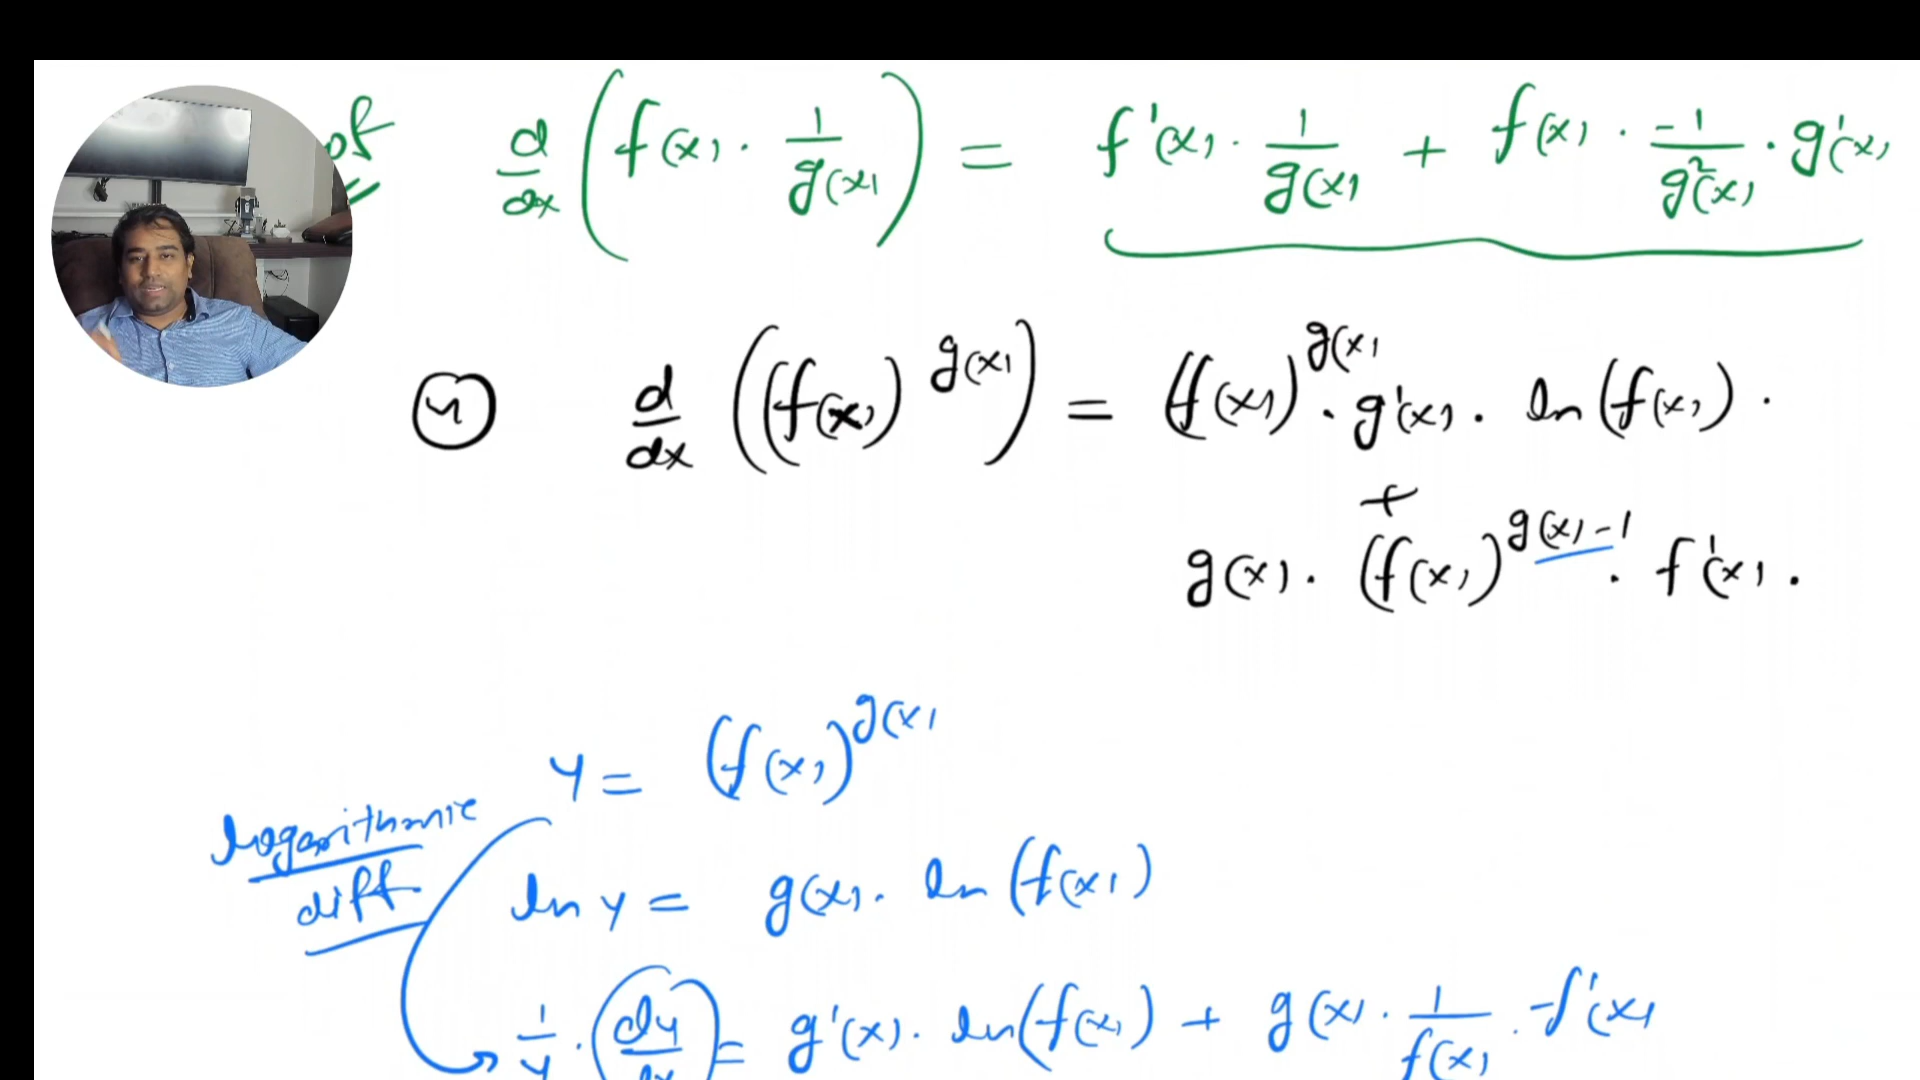 of d/dx (f(x) · 1/g(x)) = f'(x) · 1/g(x) + f(x) · -1/g²(x) · g'(x)
④ d/dx ((f(x))^g(x)) = (f(x))^g(x) · g'(x) · ln(f(x)) ·
+
g(x) · (f(x))^g(x)-1 · f'(x) ·
y = (f(x))^g(x)
logarithmic
diff
ln y = g(x) · ln(f(x))
1/y · (dy/dx) = g'(x) · ln(f(x)) + g(x) · 1/f(x) · f'(x)